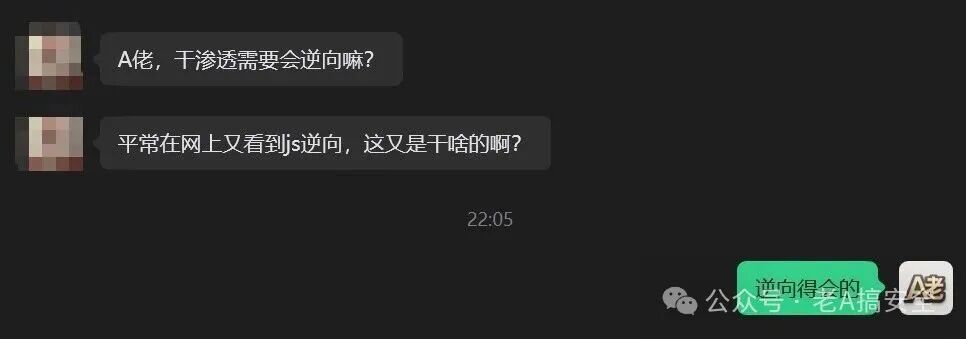 A佬，干渗透需要会逆向嘛？
平常在网上又看到js逆向，这又是干啥的啊？
22:05
逆向得会的
A老
公众号 · 老A搞安全